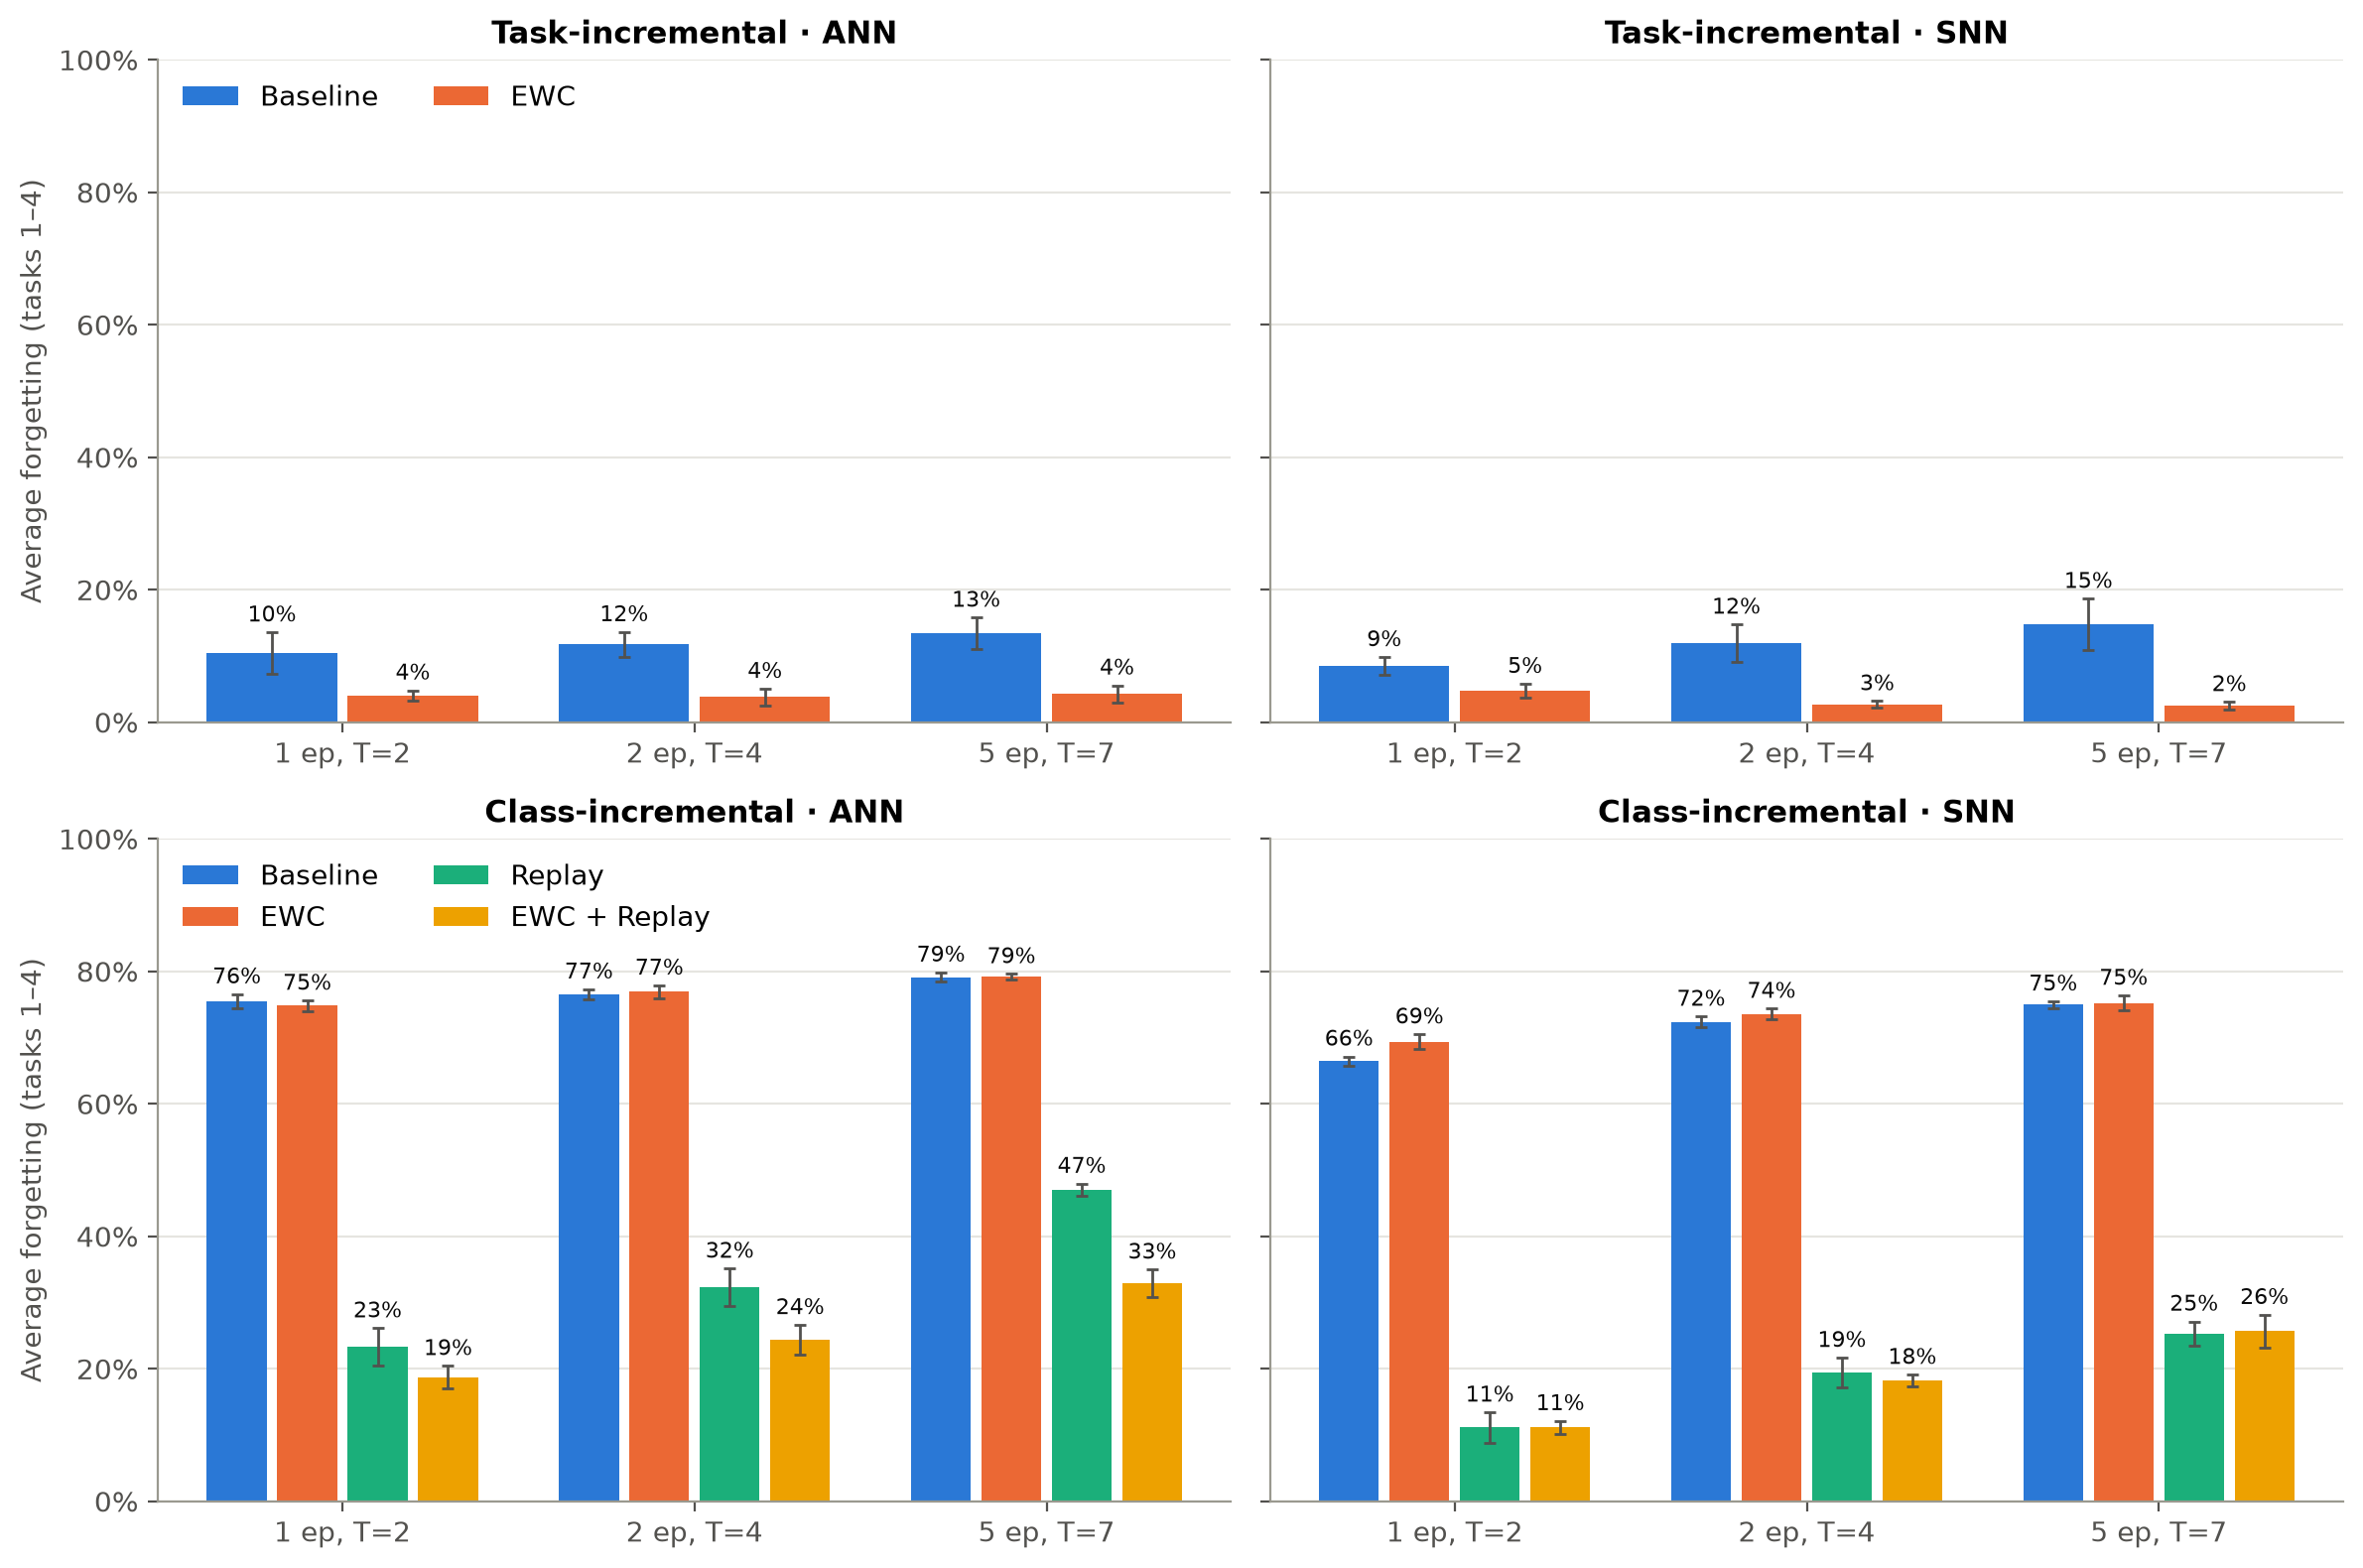 Task-incremental · ANN
Average forgetting (tasks 1–4)
100%
80%
60%
40%
20%
0%
Baseline
EWC
10%
4%
12%
4%
13%
4%
1 ep, T=2
2 ep, T=4
5 ep, T=7
Task-incremental · SNN
9%
5%
12%
3%
15%
2%
1 ep, T=2
2 ep, T=4
5 ep, T=7
Class-incremental · ANN
Average forgetting (tasks 1–4)
100%
80%
60%
40%
20%
0%
Baseline
EWC
Replay
EWC + Replay
76%
75%
23%
19%
77%
77%
32%
24%
79%
79%
47%
33%
1 ep, T=2
2 ep, T=4
5 ep, T=7
Class-incremental · SNN
66%
69%
11%
11%
72%
74%
19%
18%
75%
75%
25%
26%
1 ep, T=2
2 ep, T=4
5 ep, T=7